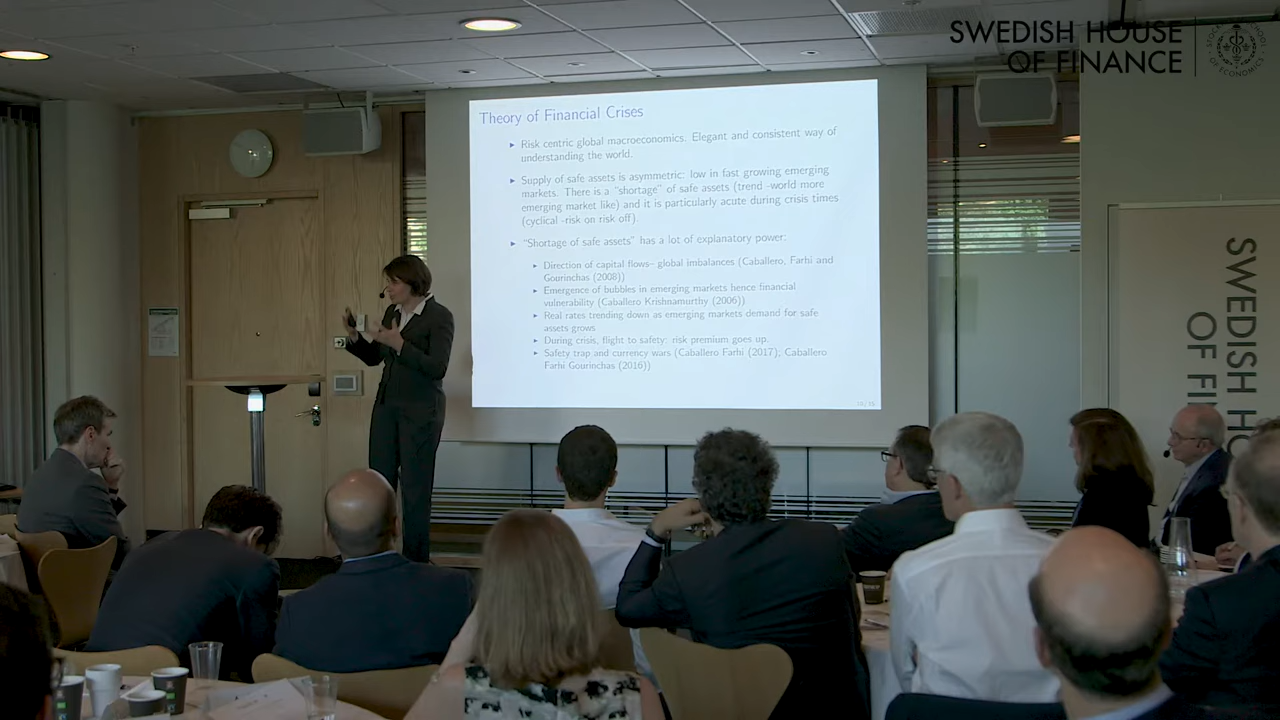 SWEDISH HOUSE
OF FINANCE
OF ECONOMICS
Theory of Financial Crises
▸ Risk centric global macroeconomics. Elegant and consistent way of
understanding the world.
▸ Supply of safe assets is asymmetric: low in fast growing emerging
markets. There is a "shortage" of safe assets (trend -world more
emerging market like) and it is particularly acute during crisis times
(cyclical -risk on risk off).
▸ "Shortage of safe assets" has a lot of explanatory power:
▸ Direction of capital flows– global imbalances (Caballero, Farhi and
Gourinchas (2008))
▸ Emergence of bubbles in emerging markets hence financial
vulnerability (Caballero Krishnamurthy (2006))
▸ Real rates trending down as emerging markets demand for safe
assets grows
▸ During crisis, flight to safety: risk premium goes up.
▸ Safety trap and currency wars (Caballero Farhi (2017); Caballero
Farhi Gourinchas (2016))
SWEDISH HO
OF FI